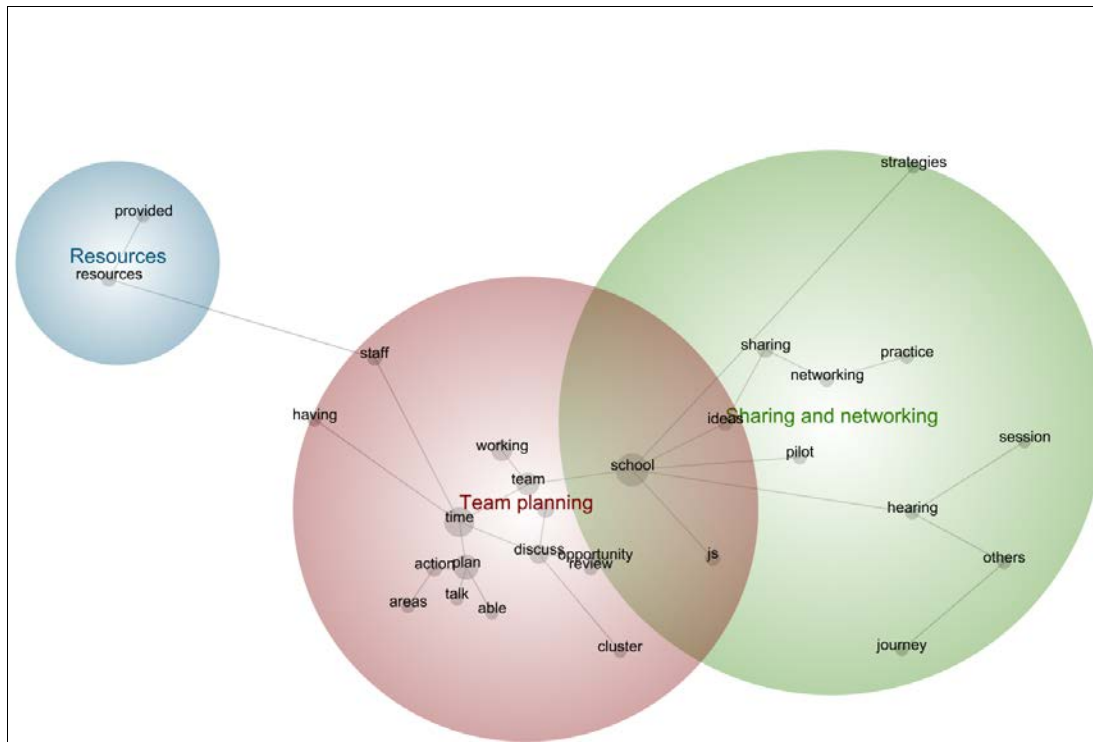 strategies
provided
Resources
resources
staff
sharing
practice
networking
having
ideas
Sharing and networking
working
session
pilot
school
team
Team planning
hearing
time
discuss
opportunity
review
js
others
action
plan
areas
talk
able
cluster
journey